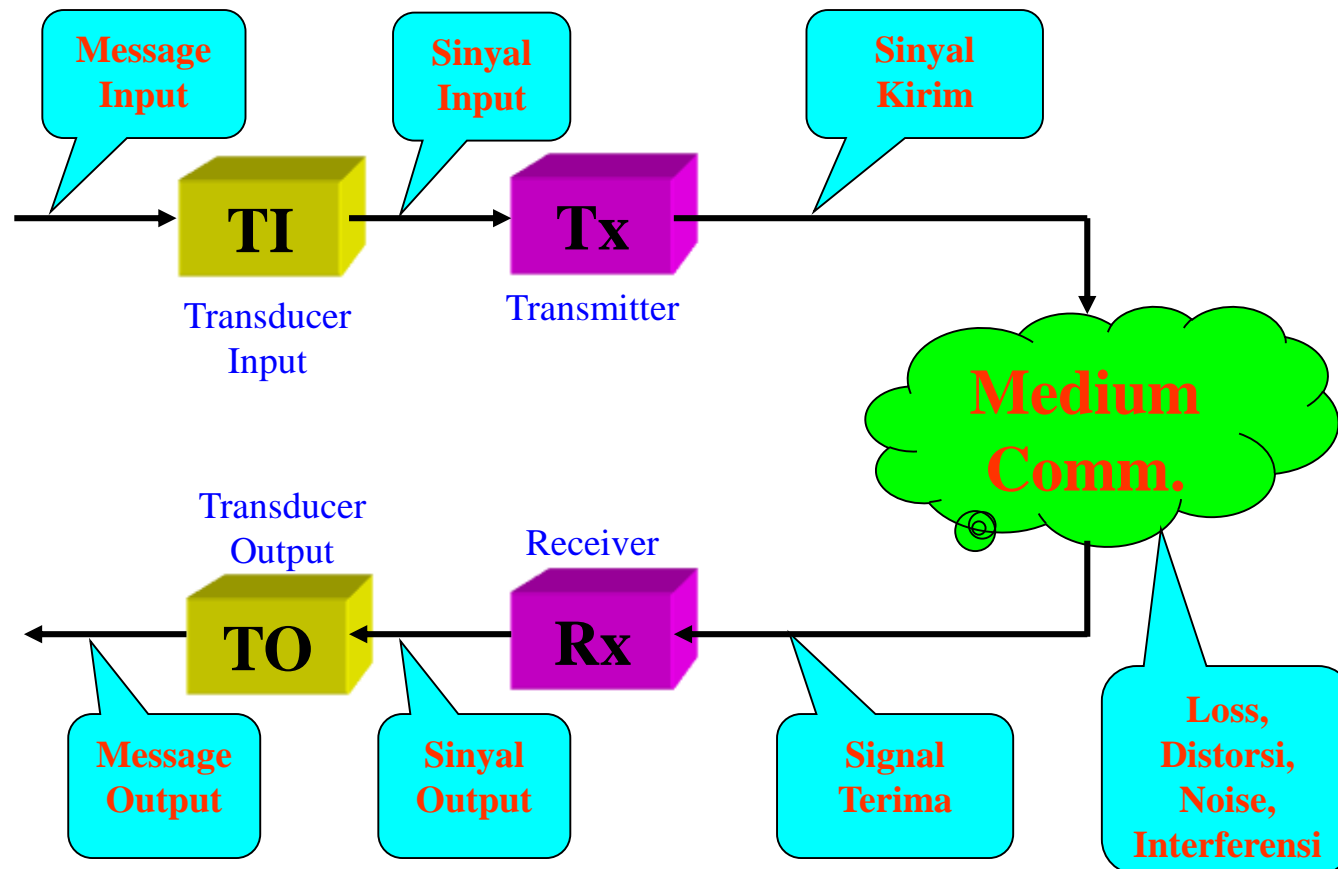 Message
Input
Sinyal
Input
Sinyal
Kirim
TI
Tx
Transducer
Input
Transmitter
Medium
Comm.
Transducer
Output
Receiver
TO
Rx
Message
Output
Sinyal
Output
Signal
Terima
Loss,
Distorsi,
Noise,
Interferensi